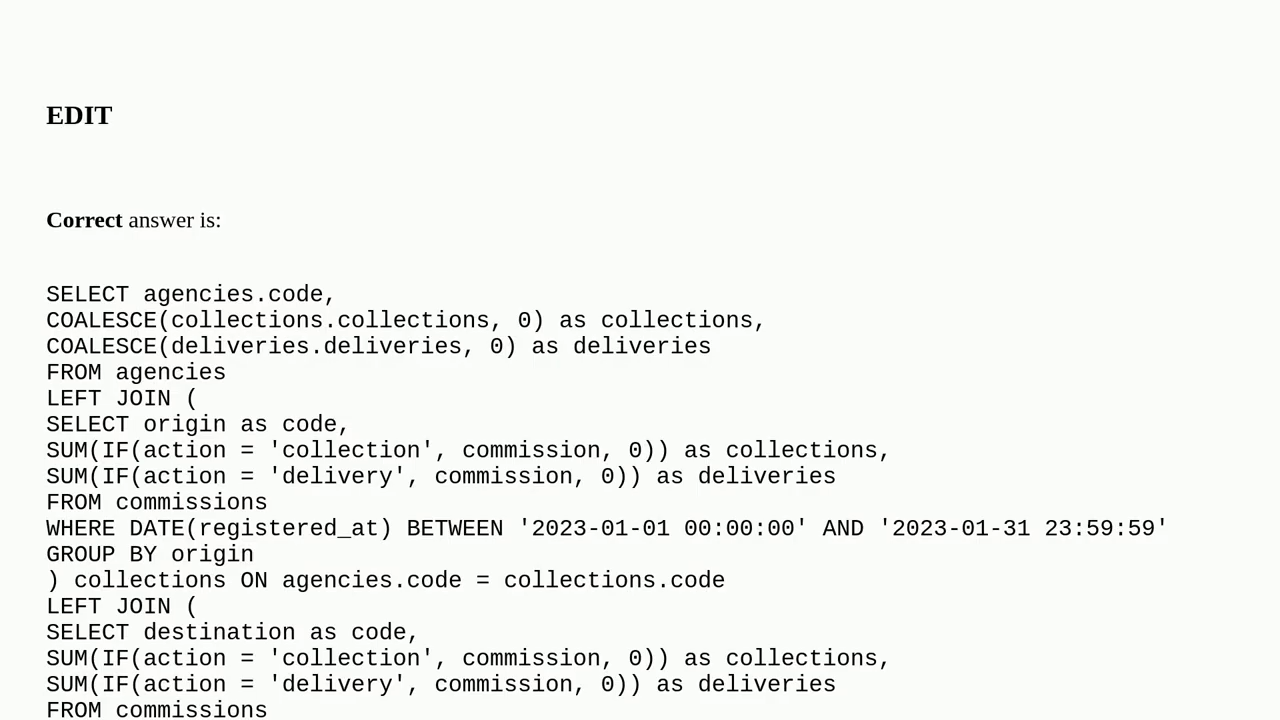 EDIT
Correct answer is:
SELECT agencies.code,
COALESCE(collections.collections, 0) as collections,
COALESCE(deliveries.deliveries, 0) as deliveries
FROM agencies
LEFT JOIN (
SELECT origin as code,
SUM(IF(action = 'collection', commission, 0)) as collections,
SUM(IF(action = 'delivery', commission, 0)) as deliveries
FROM commissions
WHERE DATE(registered_at) BETWEEN '2023-01-01 00:00:00' AND '2023-01-31 23:59:59'
GROUP BY origin
) collections ON agencies.code = collections.code
LEFT JOIN (
SELECT destination as code,
SUM(IF(action = 'collection', commission, 0)) as collections,
SUM(IF(action = 'delivery', commission, 0)) as deliveries
FROM commissions